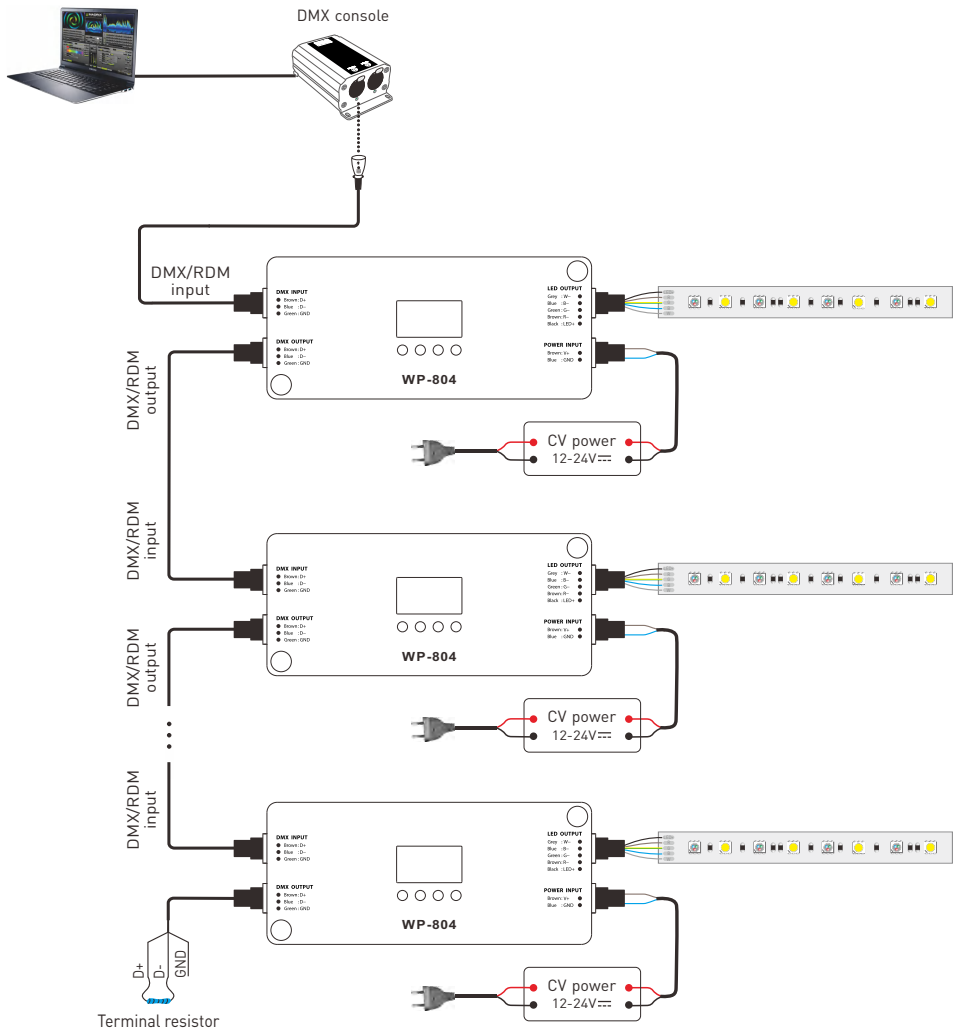 DMX console
DMX/RDM
input
DMX INPUT
Brown: D+
Blue : D–
Green: GND
DMX OUTPUT
Brown: D+
Blue : D–
Green: GND
WP-804
LED OUTPUT
Grey : W–
Blue : B–
Green: G–
Brown: R–
Black : LED+
POWER INPUT
Brown: V+
Blue : GND
DMX/RDM
output
CV power
12-24V
DMX/RDM
input
DMX INPUT
Brown: D+
Blue : D–
Green: GND
DMX OUTPUT
Brown: D+
Blue : D–
Green: GND
WP-804
LED OUTPUT
Grey : W–
Blue : B–
Green: G–
Brown: R–
Black : LED+
POWER INPUT
Brown: V+
Blue : GND
DMX/RDM
output
CV power
12-24V
DMX/RDM
input
DMX INPUT
Brown: D+
Blue : D–
Green: GND
DMX OUTPUT
Brown: D+
Blue : D–
Green: GND
WP-804
LED OUTPUT
Grey : W–
Blue : B–
Green: G–
Brown: R–
Black : LED+
POWER INPUT
Brown: V+
Blue : GND
D+
D-
GND
CV power
12-24V
Terminal resistor